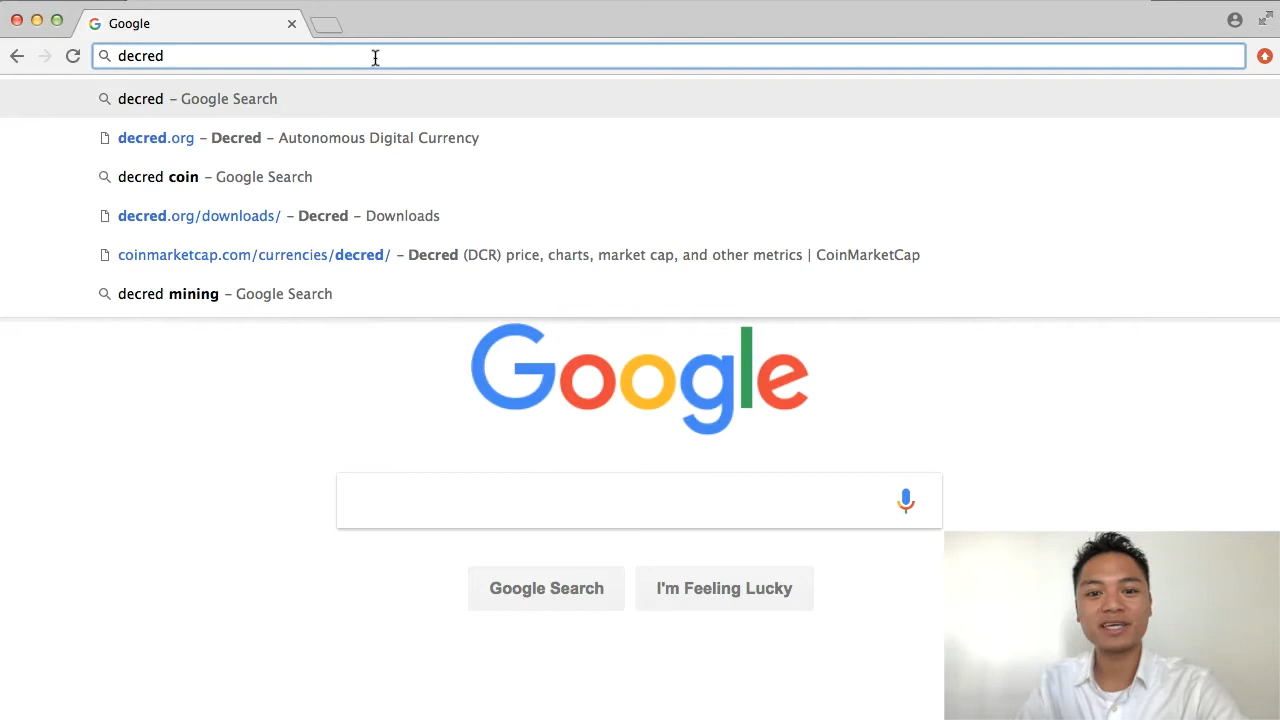 Google
decred
decred – Google Search
decred.org – Decred – Autonomous Digital Currency
decred coin – Google Search
decred.org/downloads/ – Decred – Downloads
coinmarketcap.com/currencies/decred/ – Decred (DCR) price, charts, market cap, and other metrics | CoinMarketCap
decred mining – Google Search
Google
Google Search I'm Feeling Lucky